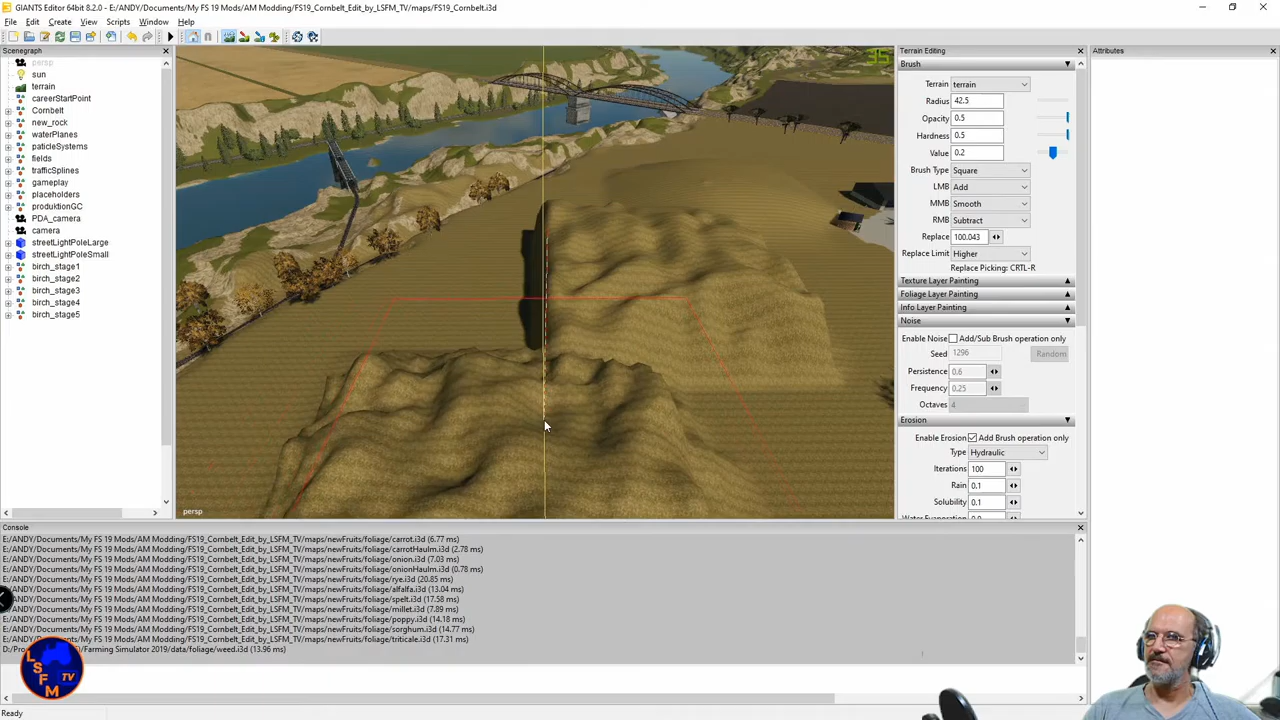 GIANTS Editor 64bit 8.2.0 - E:/ANDY/Documents/My FS 19 Mods/AM Modding/FS19_Cornbelt_Edit_by_LSFM_TV/maps/FS19_Cornbelt.i3d
File Edit Create View Scripts Window Help
Scenegraph
persp
sun
terrain
careerStartPoint
Cornbelt
new_rock
waterPlanes
paticleSystems
fields
trafficSplines
gameplay
placeholders
produktionGC
PDA_camera
camera
streetLightPoleLarge
streetLightPoleSmall
birch_stage1
birch_stage2
birch_stage3
birch_stage4
birch_stage5
35
persp
Terrain Editing
Brush
Terrain terrain
Radius 42.5
Opacity 0.5
Hardness 0.5
Value 0.2
Brush Type Square
LMB Add
MMB Smooth
RMB Subtract
Replace 100.043
Replace Limit Higher
Replace Picking: CRTL-R
Texture Layer Painting
Foliage Layer Painting
Info Layer Painting
Noise
Enable Noise Add/Sub Brush operation only
Seed 1296 Random
Persistence 0.6
Frequency 0.25
Octaves 4
Erosion
Enable Erosion Add Brush operation only
Type Hydraulic
Iterations 100
Rain 0.1
Solubility 0.1
Attributes
Console
E:/ANDY/Documents/My FS 19 Mods/AM Modding/FS19_Cornbelt_Edit_by_LSFM_TV/maps/newFruits/foliage/carrot.i3d (6.77 ms)
E:/ANDY/Documents/My FS 19 Mods/AM Modding/FS19_Cornbelt_Edit_by_LSFM_TV/maps/newFruits/foliage/carrotHaulm.i3d (2.78 ms)
E:/ANDY/Documents/My FS 19 Mods/AM Modding/FS19_Cornbelt_Edit_by_LSFM_TV/maps/newFruits/foliage/onion.i3d (7.03 ms)
E:/ANDY/Documents/My FS 19 Mods/AM Modding/FS19_Cornbelt_Edit_by_LSFM_TV/maps/newFruits/foliage/onionHaulm.i3d (0.78 ms)
E:/ANDY/Documents/My FS 19 Mods/AM Modding/FS19_Cornbelt_Edit_by_LSFM_TV/maps/newFruits/foliage/rye.i3d (20.85 ms)
E:/ANDY/Documents/My FS 19 Mods/AM Modding/FS19_Cornbelt_Edit_by_LSFM_TV/maps/newFruits/foliage/alfalfa.i3d (13.04 ms)
E:/ANDY/Documents/My FS 19 Mods/AM Modding/FS19_Cornbelt_Edit_by_LSFM_TV/maps/newFruits/foliage/spelt.i3d (17.58 ms)
E:/ANDY/Documents/My FS 19 Mods/AM Modding/FS19_Cornbelt_Edit_by_LSFM_TV/maps/newFruits/foliage/millet.i3d (7.89 ms)
E:/ANDY/Documents/My FS 19 Mods/AM Modding/FS19_Cornbelt_Edit_by_LSFM_TV/maps/newFruits/foliage/poppy.i3d (14.18 ms)
E:/ANDY/Documents/My FS 19 Mods/AM Modding/FS19_Cornbelt_Edit_by_LSFM_TV/maps/newFruits/foliage/sorghum.i3d (14.77 ms)
E:/ANDY/Documents/My FS 19 Mods/AM Modding/FS19_Cornbelt_Edit_by_LSFM_TV/maps/newFruits/foliage/triticale.i3d (17.31 ms)
Farming Simulator 2019/data/foliage/weed.i3d (13.96 ms)
LSFM TV
Ready